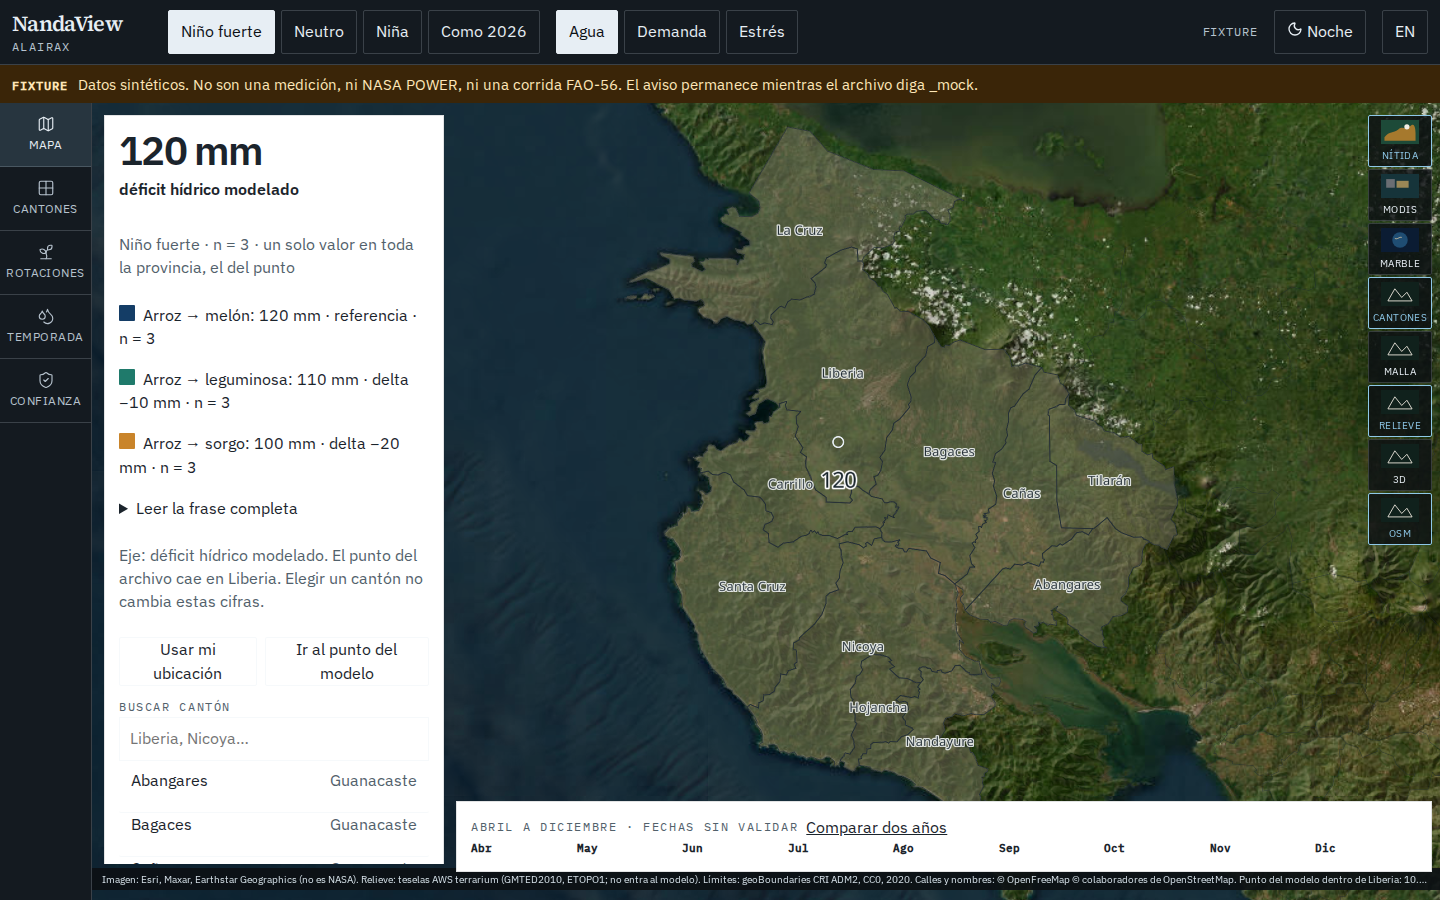 NandaView
ALAIRAX
Niño fuerte
Neutro
Niña
Como 2026
Agua
Demanda
Estrés
FIXTURE
Noche
EN
FIXTURE Datos sintéticos. No son una medición, ni NASA POWER, ni una corrida FAO-56. El aviso permanece mientras el archivo diga _mock.
MAPA
CANTONES
ROTACIONES
TEMPORADA
CONFIANZA
120 mm
déficit hídrico modelado
Niño fuerte · n = 3 · un solo valor en toda
la provincia, el del punto
Arroz → melón: 120 mm · referencia ·
n = 3
Arroz → leguminosa: 110 mm · delta
−10 mm · n = 3
Arroz → sorgo: 100 mm · delta −20
mm · n = 3
Leer la frase completa
Eje: déficit hídrico modelado. El punto del
archivo cae en Liberia. Elegir un cantón no
cambia estas cifras.
Usar mi
ubicación
Ir al punto del
modelo
BUSCAR CANTÓN
Liberia, Nicoya...
Abangares Guanacaste
Bagaces Guanacaste
La Cruz
Liberia
Bagaces
Carrillo
120
Cañas
Tilarán
Santa Cruz
Abangares
Nicoya
Hojancha
Nandayure
NÍTIDA
MODIS
MARBLE
CANTONES
MALLA
RELIEVE
3D
OSM
ABRIL A DICIEMBRE · FECHAS SIN VALIDAR Comparar dos años
Abr May Jun Jul Ago Sep Oct Nov Dic
Imagen: Esri, Maxar, Earthstar Geographics (no es NASA). Relieve: teselas AWS terrarium (GMTED2010, ETOPO1; no entra al modelo). Límites: geoBoundaries CRI ADM2, CC0, 2020. Calles y nombres: © OpenFreeMap © colaboradores de OpenStreetMap. Punto del modelo dentro de Liberia: 10....